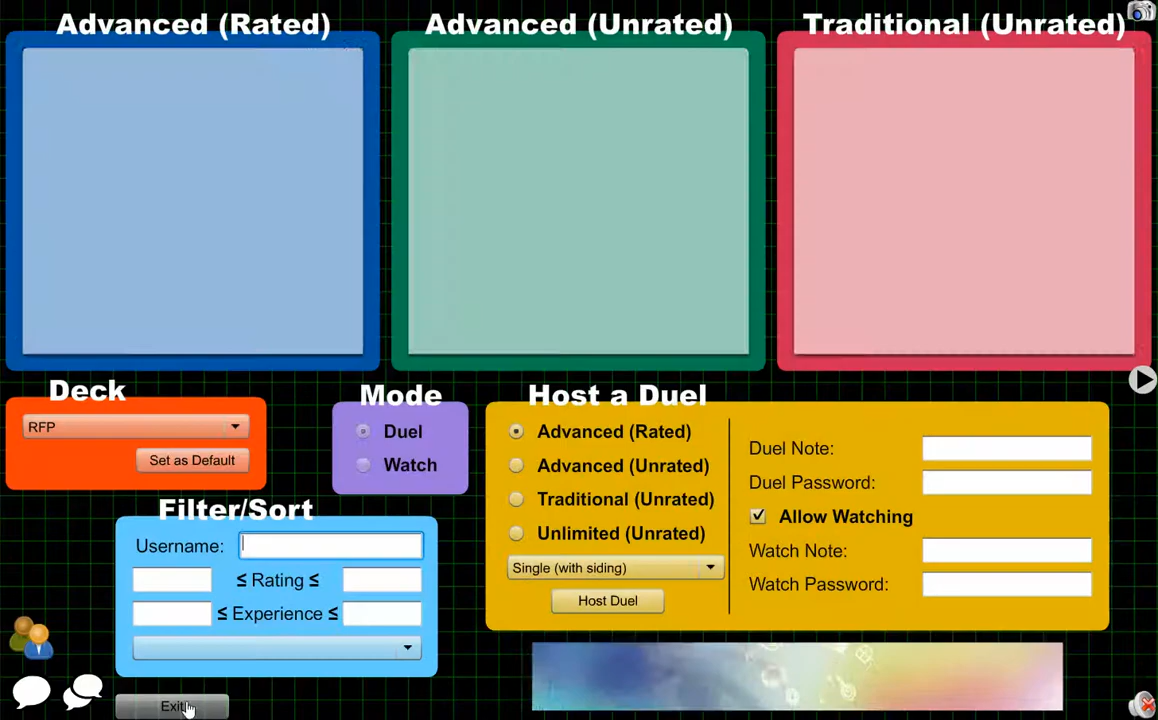 Advanced (Rated)
Advanced (Unrated)
Traditional (Unrated)
Deck
RFP
Set as Default
Mode
Duel
Watch
Host a Duel
Advanced (Rated)
Advanced (Unrated)
Traditional (Unrated)
Unlimited (Unrated)
Single (with siding)
Host Duel
Duel Note:
Duel Password:
Allow Watching
Watch Note:
Watch Password:
Filter/Sort
Username:
≤ Rating ≤
≤ Experience ≤
Exit